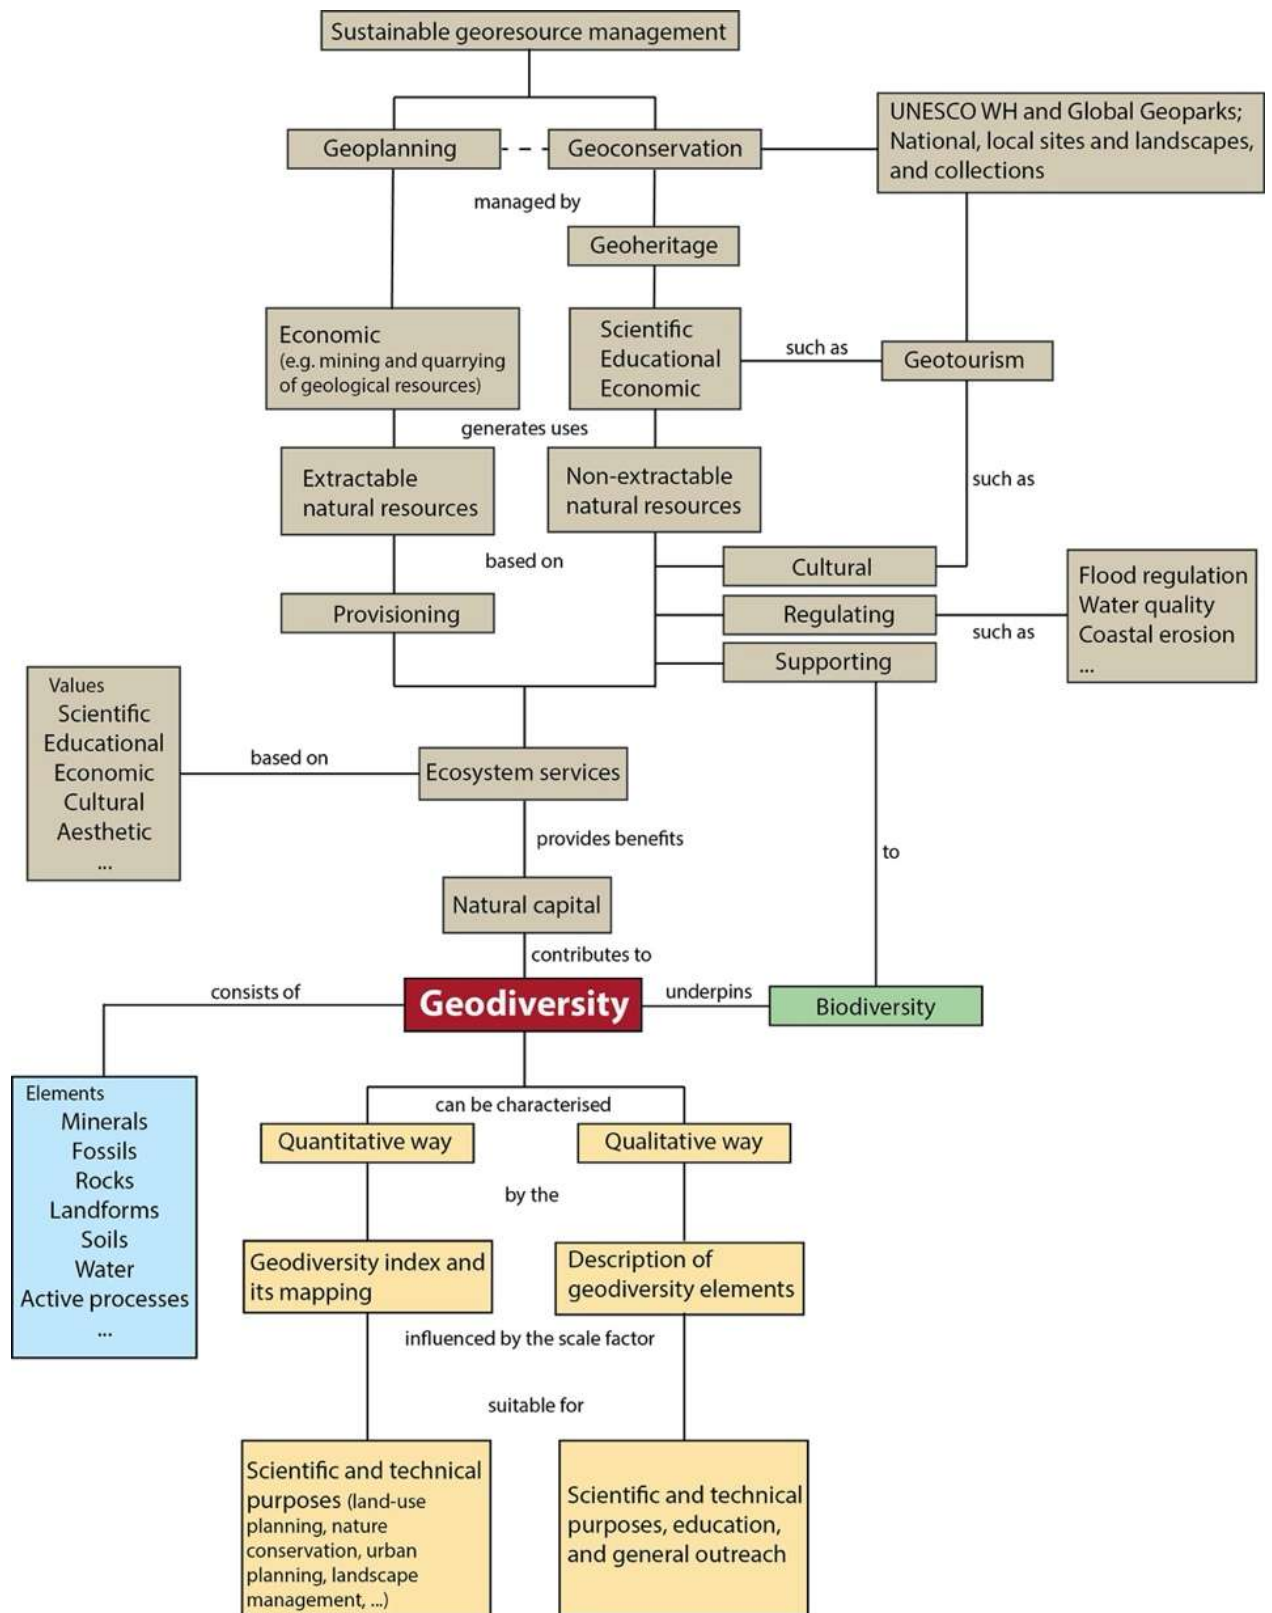 Sustainable georesource management
Geoplanning
Geoconservation
UNESCO WH and Global Geoparks;
National, local sites and landscapes,
and collections
managed by
Geoheritage
Economic
(e.g. mining and quarrying
of geological resources)
Scientific
Educational
Economic
such as
Geotourism
generates uses
Extractable
natural resources
Non-extractable
natural resources
such as
based on
Cultural
Provisioning
Regulating
such as
Flood regulation
Water quality
Coastal erosion
...
Supporting
Values
Scientific
Educational
Economic
Cultural
Aesthetic
...
based on
Ecosystem services
provides benefits
to
Natural capital
contributes to
consists of
Geodiversity
underpins
Biodiversity
Elements
Minerals
Fossils
Rocks
Landforms
Soils
Water
Active processes
...
can be characterised
Quantitative way
Qualitative way
by the
Geodiversity index and
its mapping
Description of
geodiversity elements
influenced by the scale factor
suitable for
Scientific and technical
purposes (land-use
planning, nature
conservation, urban
planning, landscape
management, ...)
Scientific and technical
purposes, education,
and general outreach